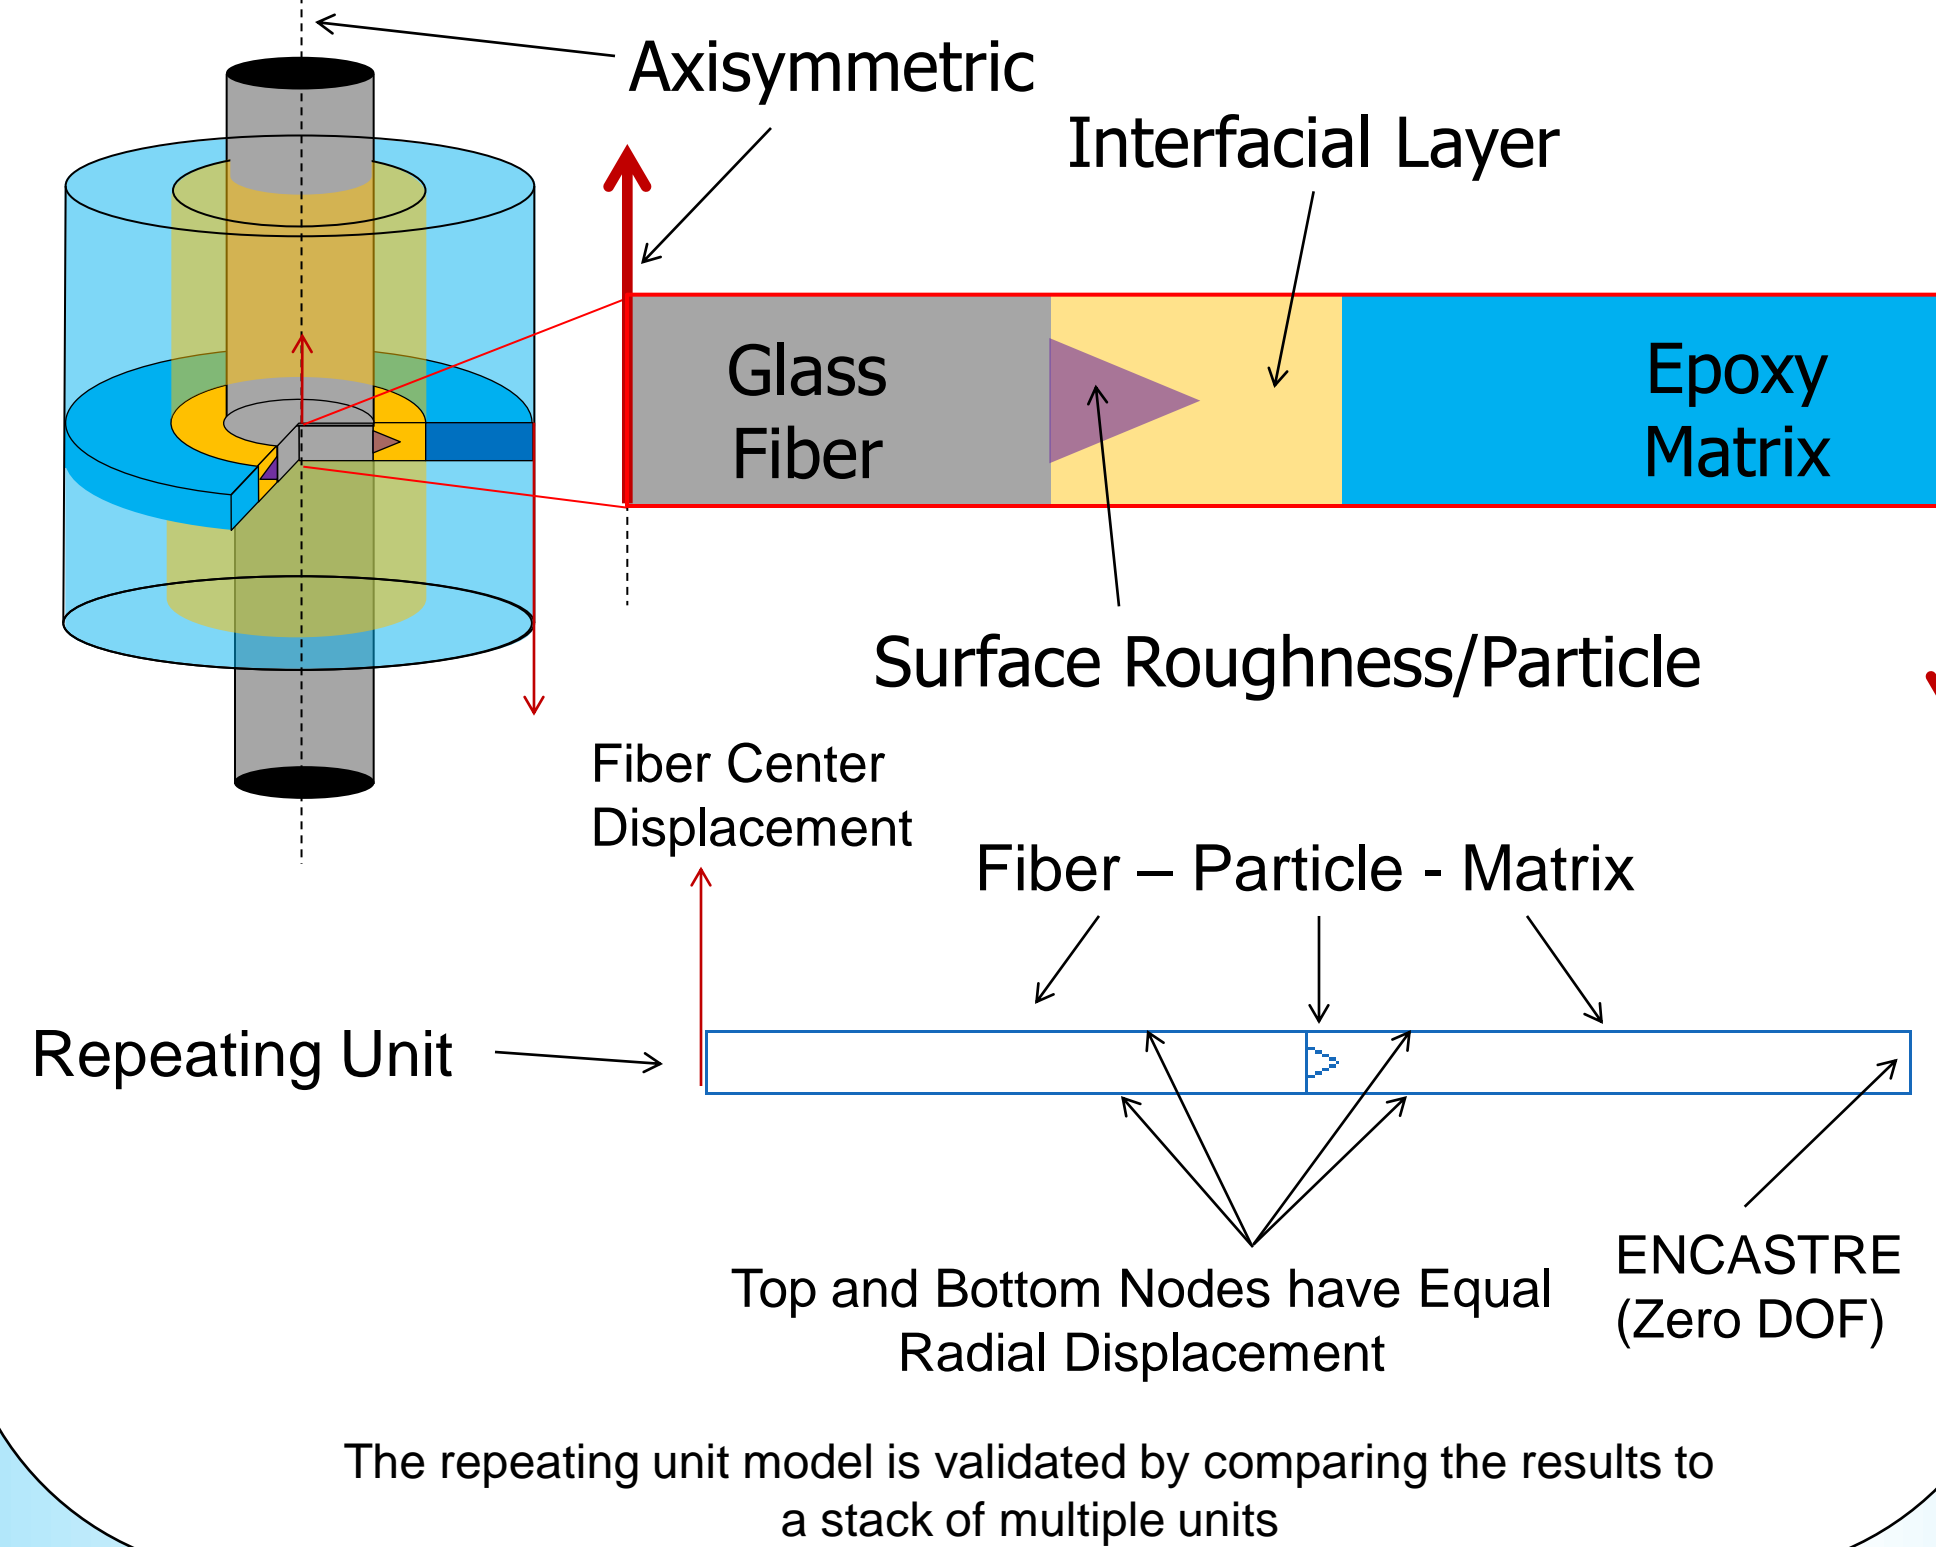 Axisymmetric
Interfacial Layer
Glass
Fiber
Epoxy
Matrix
Surface Roughness/Particle
Fiber Center
Displacement
Fiber – Particle - Matrix
Repeating Unit
Top and Bottom Nodes have Equal
Radial Displacement
ENCASTRE
(Zero DOF)
The repeating unit model is validated by comparing the results to
a stack of multiple units